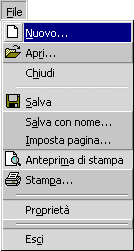 File
Nuovo...
Apri...
Chiudi
Salva
Salva con nome...
Imposta pagina...
Anteprima di stampa
Stampa...
Proprietà
Esci